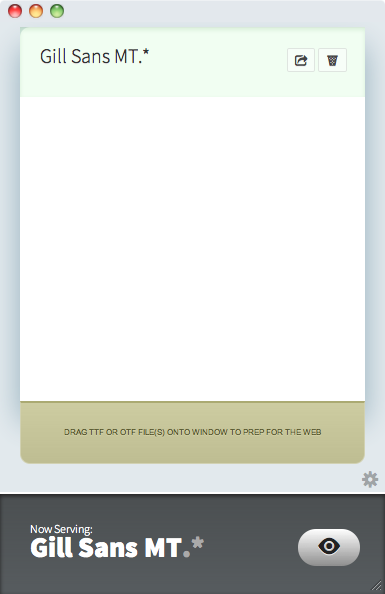 Gill Sans MT.*
DRAG TTF OR OTF FILE(S) ONTO WINDOW TO PREP FOR THE WEB
Now Serving:
Gill Sans MT.*